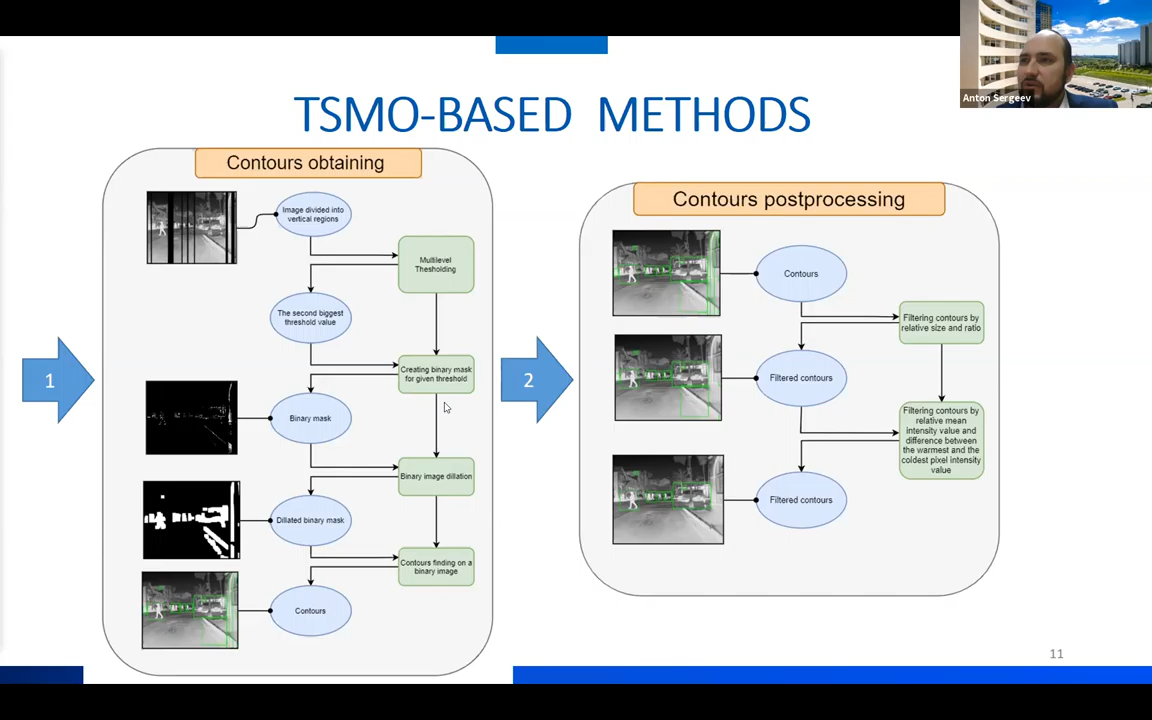 Anton Sergeev
TSMO-BASED METHODS
Contours obtaining
Image divided into
vertical regions
Multilevel
Thesholding
The second biggest
threshold value
Creating binary mask
for given threshold
Binary mask
Binary image dillation
Dillated binary mask
Contours finding on a
binary image
Contours
1
2
Contours postprocessing
Contours
Filtering contours by
relative size and ratio
Filtered contours
Filtering contours by
relative mean
intensity value and
difference between
the warmest and the
coldest pixel intensity
value
Filtered contours
11